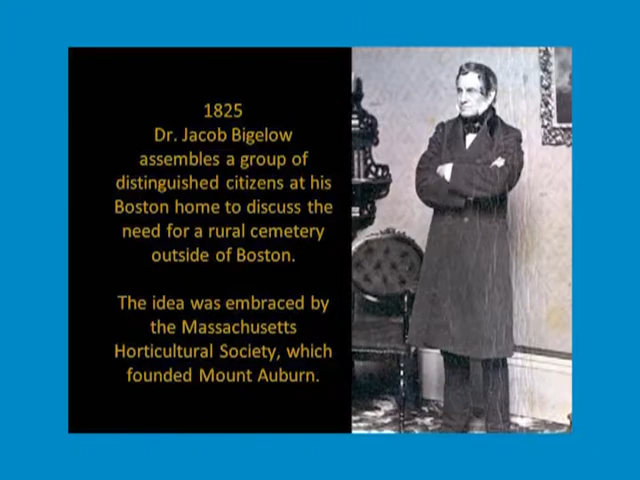 1825
Dr. Jacob Bigelow
assembles a group of
distinguished citizens at his
Boston home to discuss the
need for a rural cemetery
outside of Boston.
The idea was embraced by
the Massachusetts
Horticultural Society, which
founded Mount Auburn.